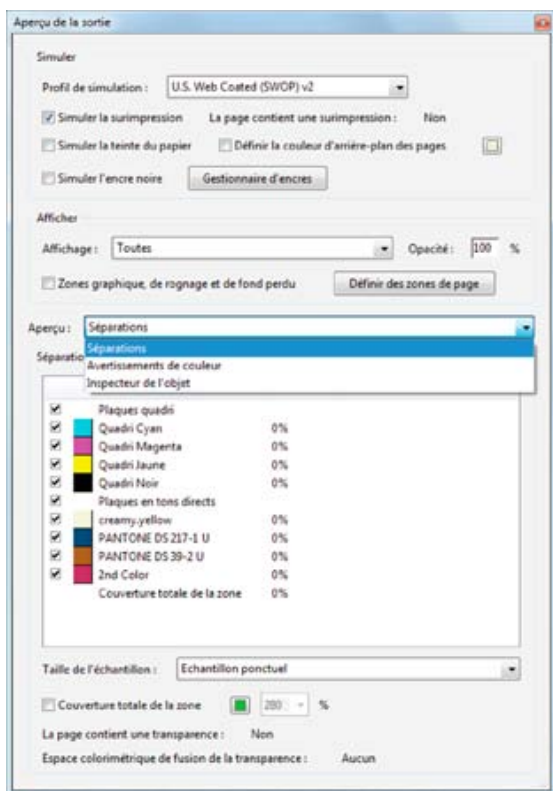 Aperçu de la sortie
Simuler
Profil de simulation : U.S. Web Coated (SWOP) v2
Simuler la surimpression La page contient une surimpression : Non
Simuler la teinte du papier Définir la couleur d'arrière-plan des pages
Simuler l'encre noire Gestionnaire d'encres
Afficher
Affichage : Toutes Opacité : 100 %
Zones graphique, de rognage et de fond perdu Définir des zones de page
Aperçu : Séparations
Séparations
Avertissements de couleur
Inspecteur de l'objet
Plaques quadri
Quadri Cyan 0%
Quadri Magenta 0%
Quadri Jaune 0%
Quadri Noir 0%
Plaques en tons directs
creamy.yellow 0%
PANTONE DS 217-1 U 0%
PANTONE DS 39-2 U 0%
2nd Color 0%
Couverture totale de la zone 0%
Taille de l'échantillon : Echantillon ponctuel
Couverture totale de la zone 280 %
La page contient une transparence : Non
Espace colorimétrique de fusion de la transparence : Aucun